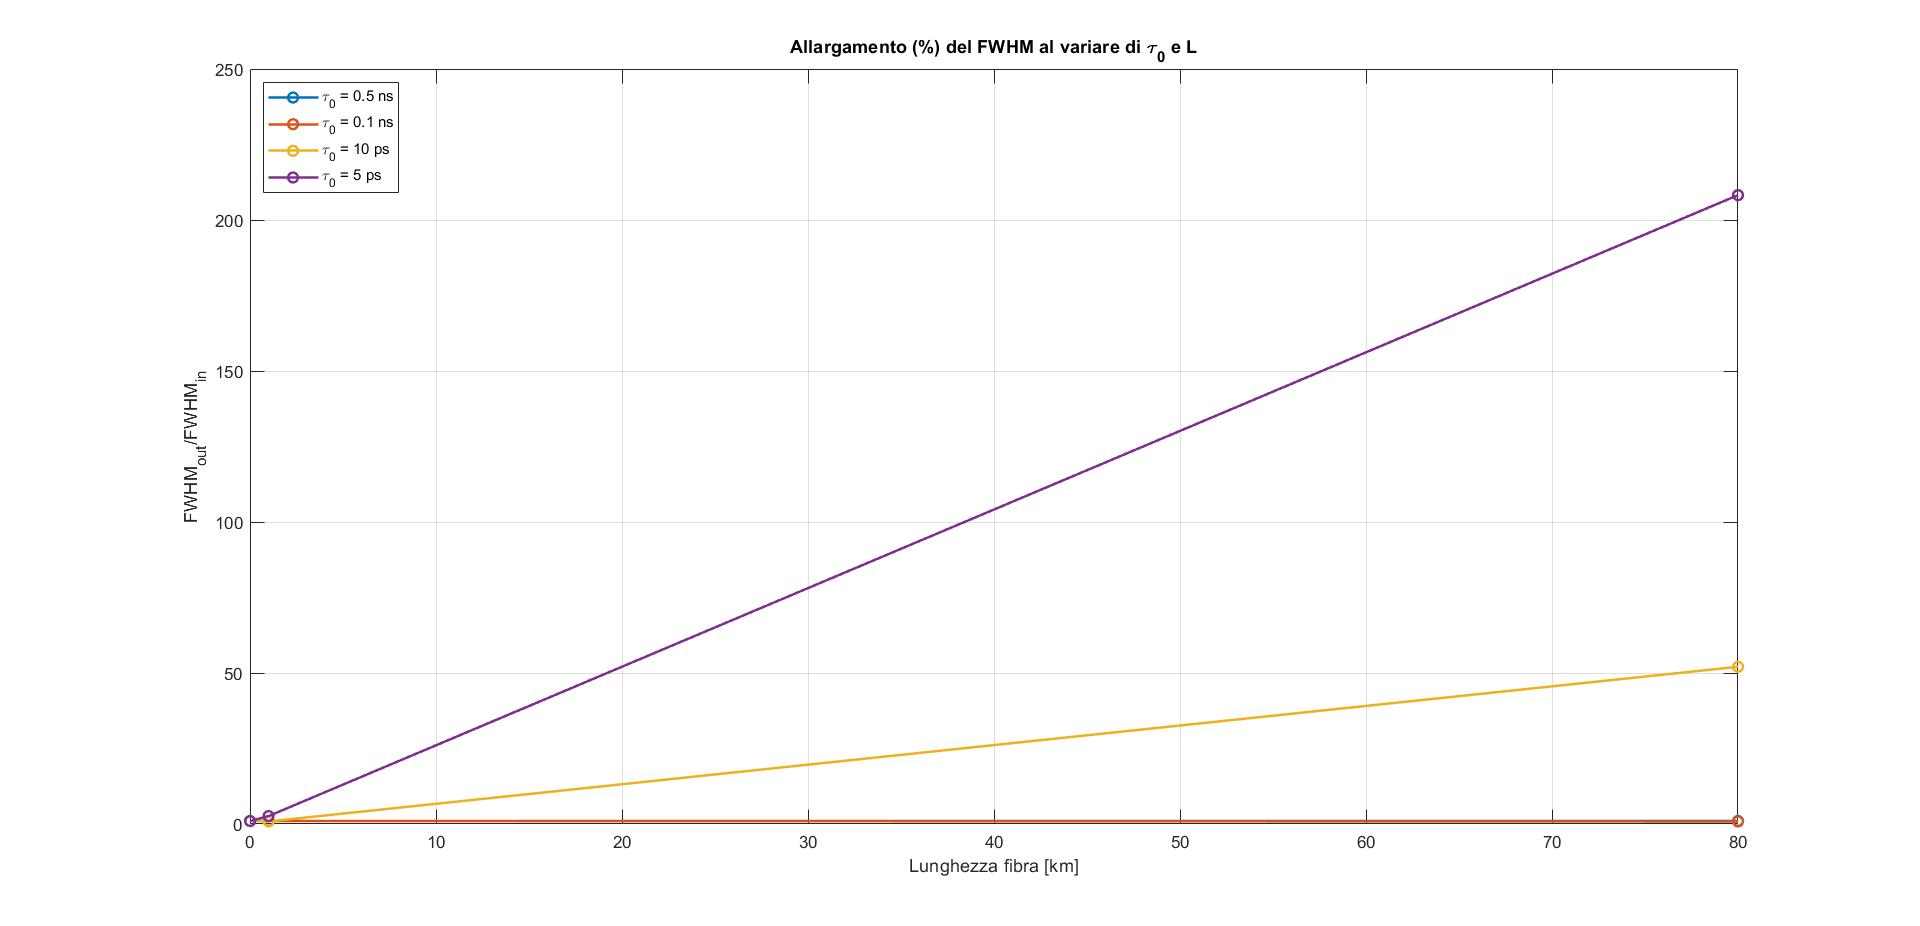 Allargamento (%) del FWHM al variare di τ₀ e L
τ₀ = 0.5 ns
τ₀ = 0.1 ns
τ₀ = 10 ps
τ₀ = 5 ps
250
200
150
100
50
0
FWHM_out/FWHM_in
0 10 20 30 40 50 60 70 80
Lunghezza fibra [km]